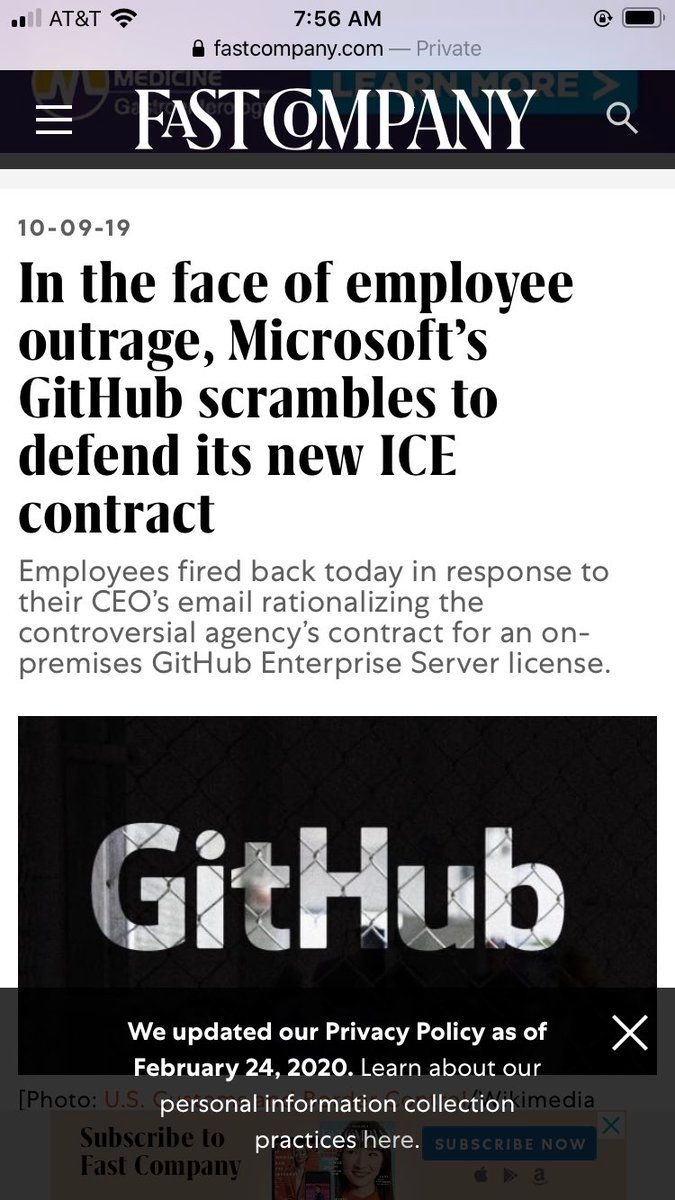 AT&T 7:56 AM
fastcompany.com — Private
MEDICINE
LEARN MORE >
FAST COMPANY
10-09-19
In the face of employee
outrage, Microsoft’s
GitHub scrambles to
defend its new ICE
contract
Employees fired back today in response to
their CEO’s email rationalizing the
controversial agency’s contract for an on-
premises GitHub Enterprise Server license.
GitHub
We updated our Privacy Policy as of
February 24, 2020. Learn about our
personal information collection
practices here.
[Photo: U.S. Customs and Border Control/Wikimedia
Subscribe to
Fast Company
SUBSCRIBE NOW